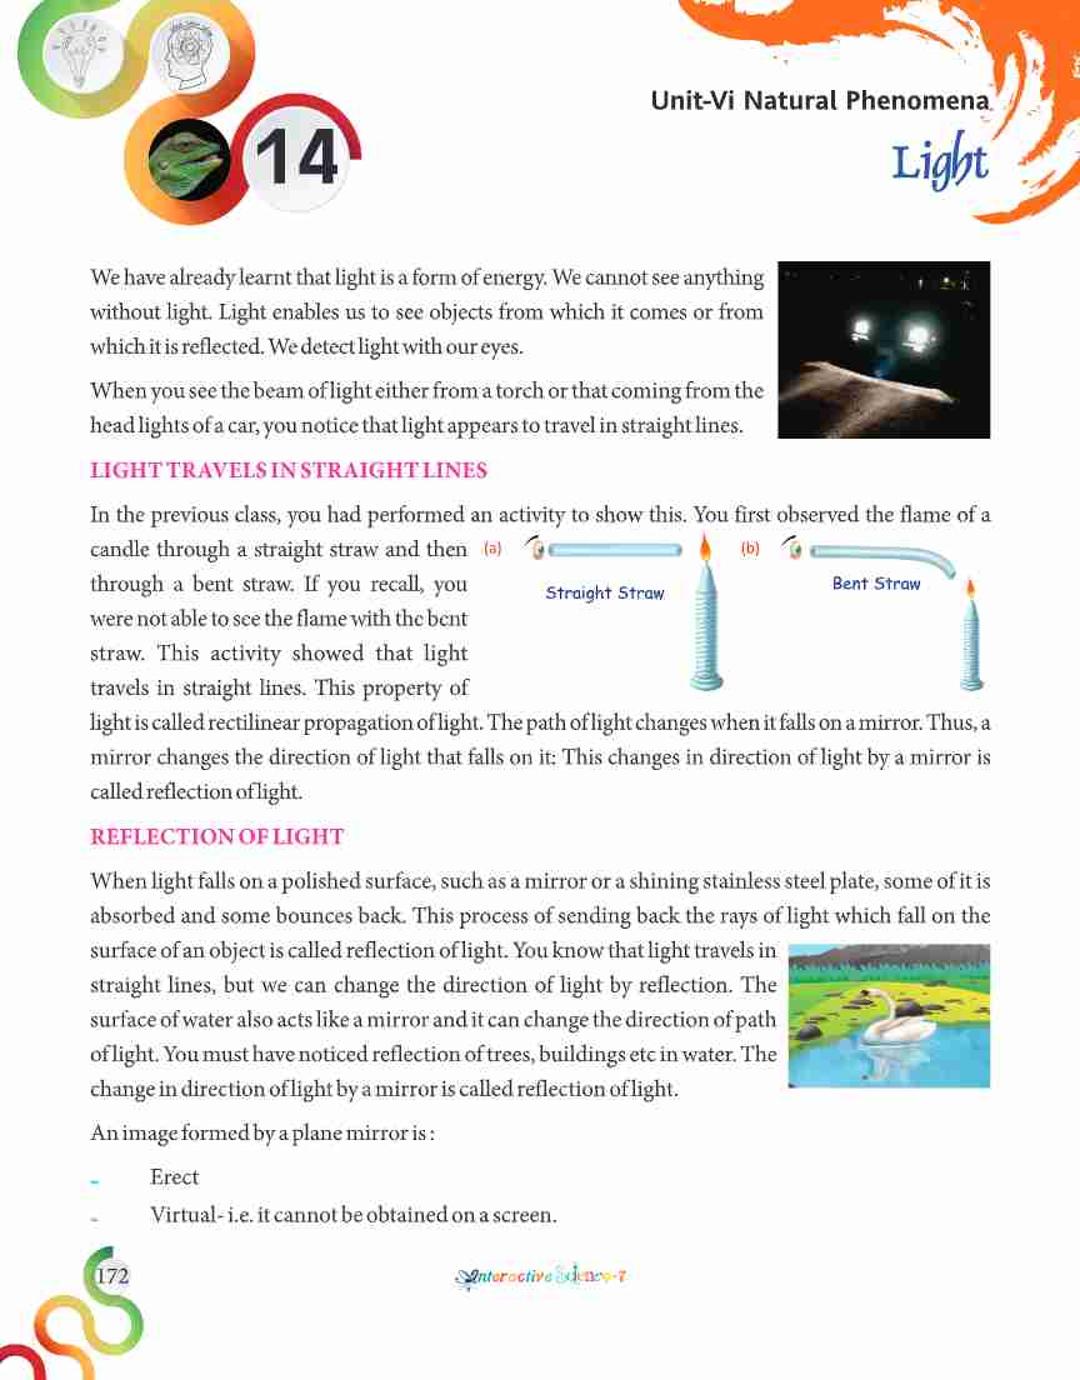 14
Unit-Vi Natural Phenomena
Light
We have already learnt that light is a form of energy. We cannot see anything
without light. Light enables us to see objects from which it comes or from
which it is reflected. We detect light with our eyes.
When you see the beam of light either from a torch or that coming from the
head lights of a car, you notice that light appears to travel in straight lines.
LIGHT TRAVELS IN STRAIGHT LINES
In the previous class, you had performed an activity to show this. You first observed the flame of a
candle through a straight straw and then
through a bent straw. If you recall, you
were not able to see the flame with the bent
straw. This activity showed that light
travels in straight lines. This property of
(a)
Straight Straw
(b)
Bent Straw
light is called rectilinear propagation of light. The path of light changes when it falls on a mirror. Thus, a
mirror changes the direction of light that falls on it: This changes in direction of light by a mirror is
called reflection of light.
REFLECTION OF LIGHT
When light falls on a polished surface, such as a mirror or a shining stainless steel plate, some of it is
absorbed and some bounces back. This process of sending back the rays of light which fall on the
surface of an object is called reflection of light. You know that light travels in
straight lines, but we can change the direction of light by reflection. The
surface of water also acts like a mirror and it can change the direction of path
of light. You must have noticed reflection of trees, buildings etc in water. The
change in direction of light by a mirror is called reflection of light.
An image formed by a plane mirror is :
- Erect
- Virtual- i.e. it cannot be obtained on a screen.
172
Interactive Science-7